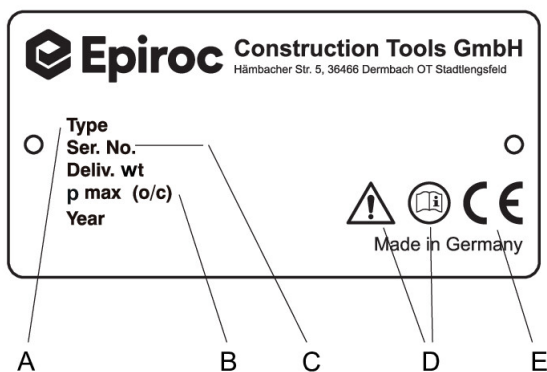 Epiroc Construction Tools GmbH
Hämbacher Str. 5, 36466 Dermbach OT Stadtlengsfeld
Type
Ser. No.
Deliv. wt
p max (o/c)
Year
CE
Made in Germany
A B C D E